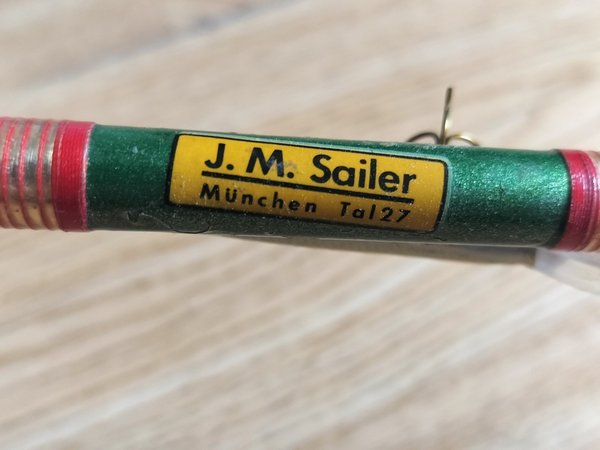 J. M. Sailer
München Tal27